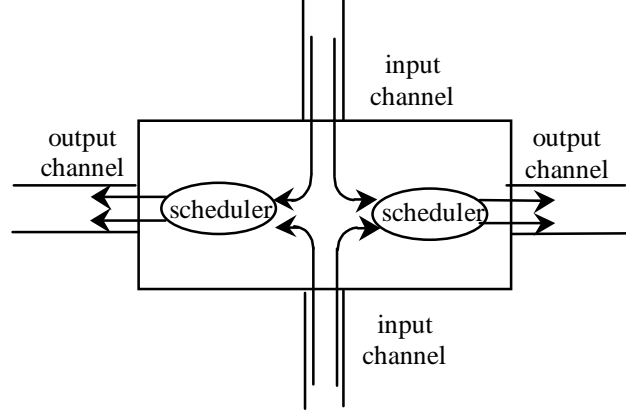 input
channel
output
channel
output
channel
scheduler
scheduler
input
channel